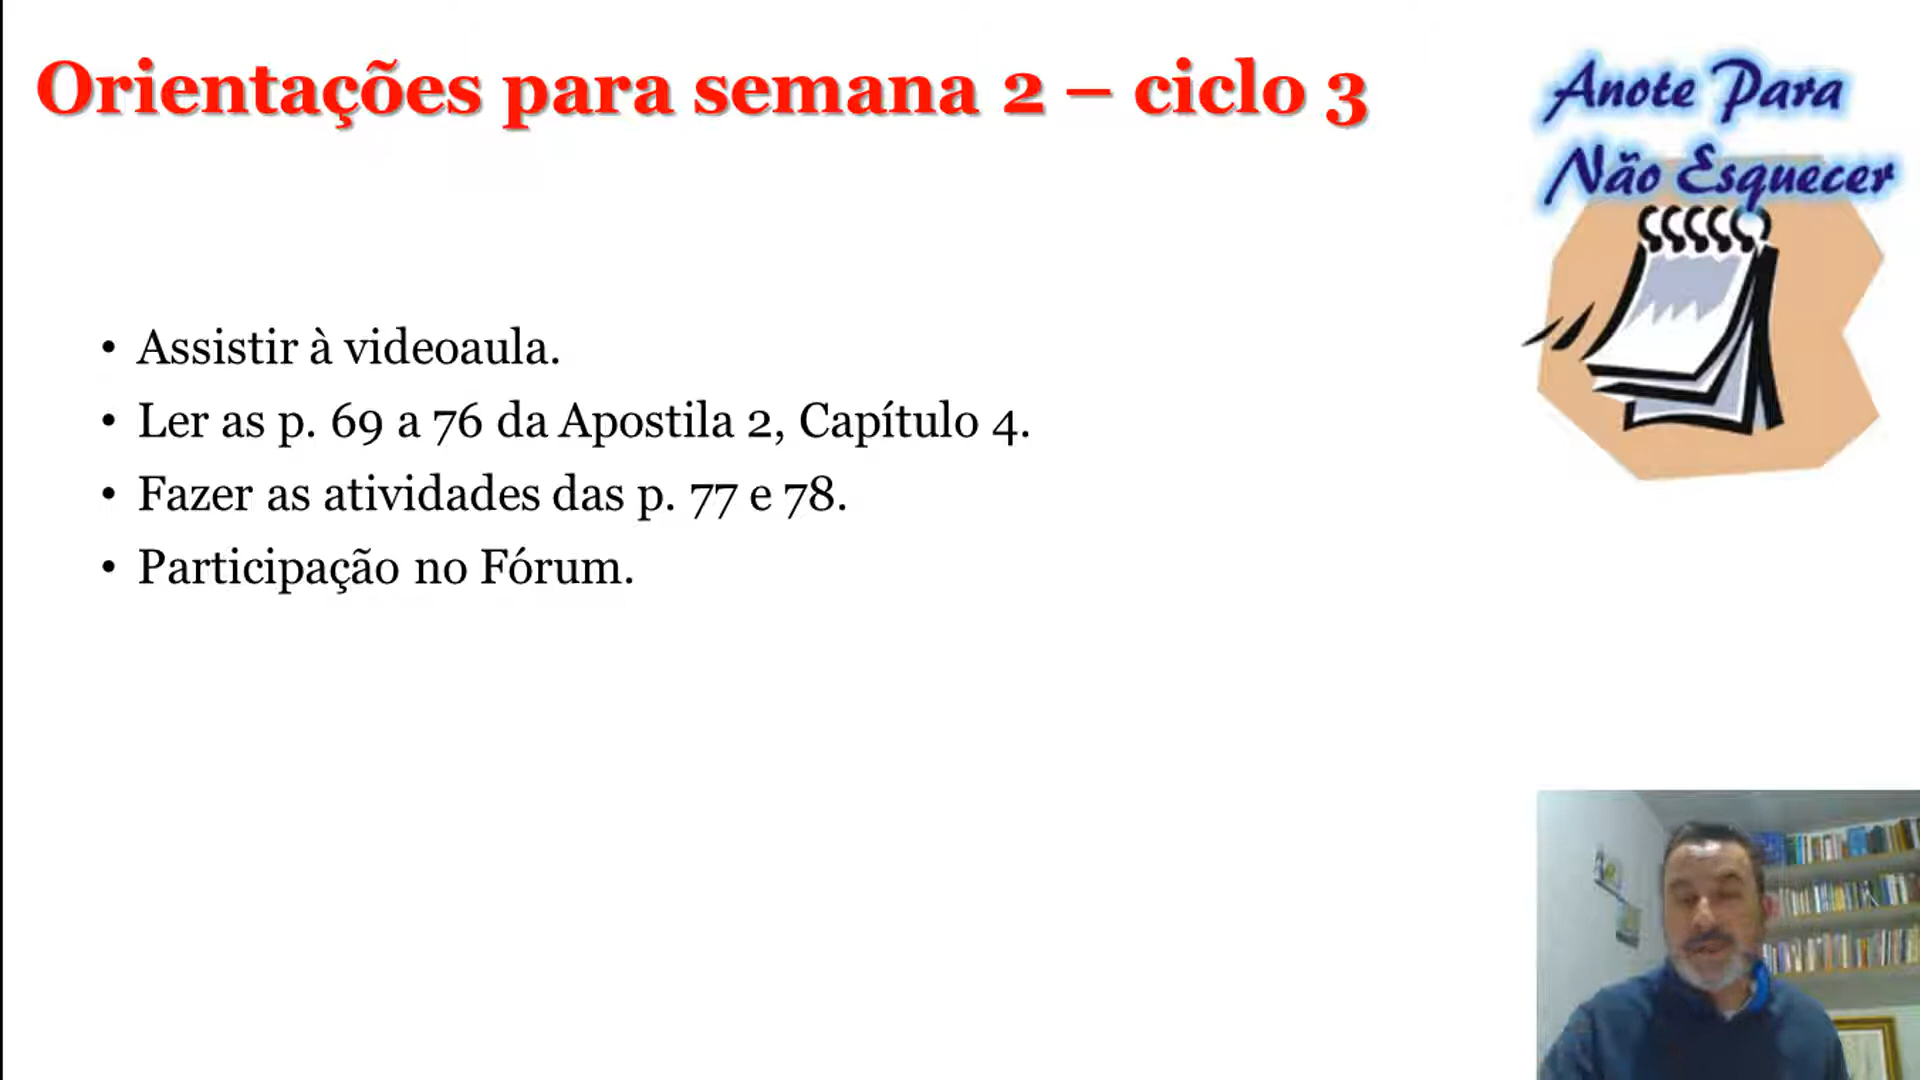 Orientações para semana 2 – ciclo 3
Anote Para
Não Esquecer
• Assistir à videoaula.
• Ler as p. 69 a 76 da Apostila 2, Capítulo 4.
• Fazer as atividades das p. 77 e 78.
• Participação no Fórum.